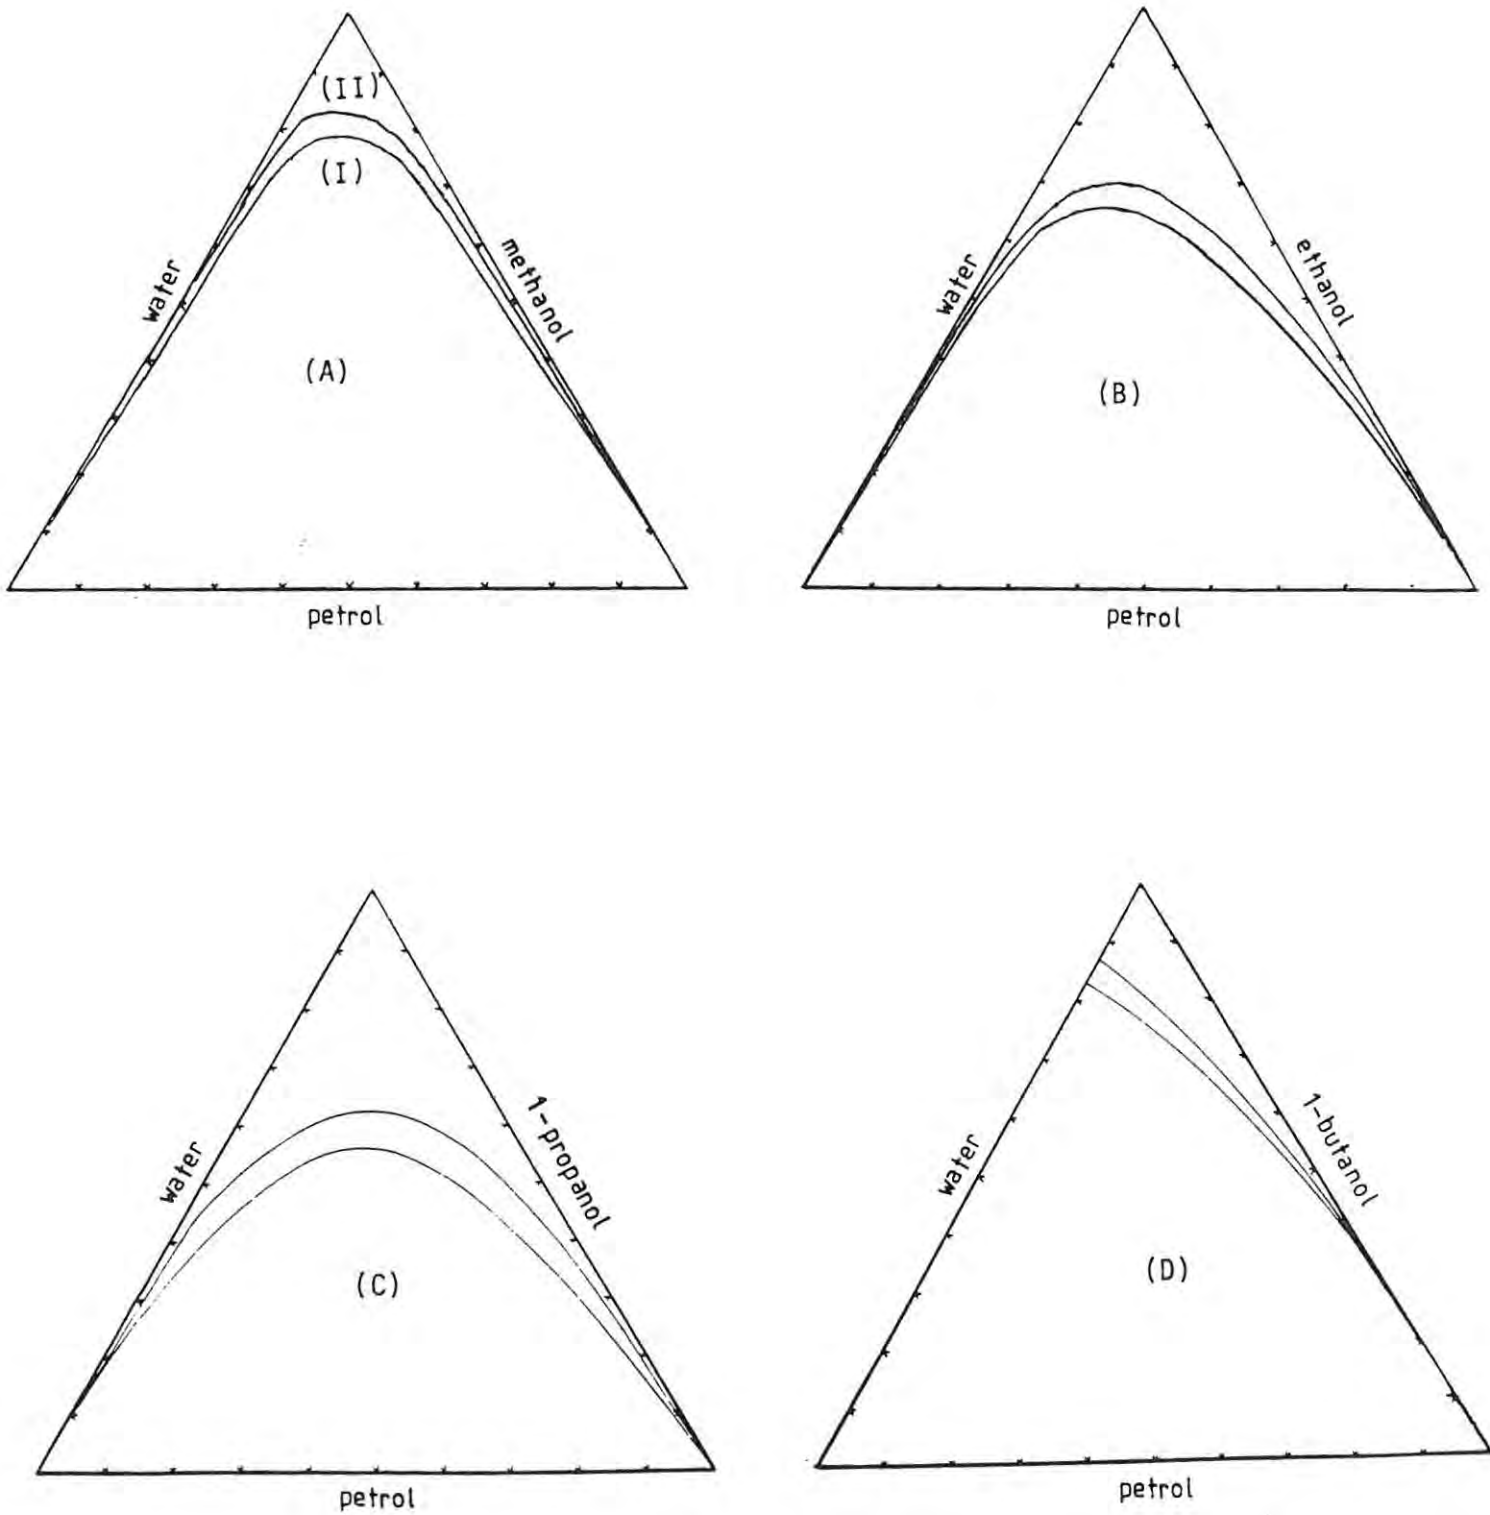 (II)
(I)
water
methanol
(A)
petrol
water
ethanol
(B)
petrol
water
1-propanol
(C)
petrol
water
1-butanol
(D)
petrol